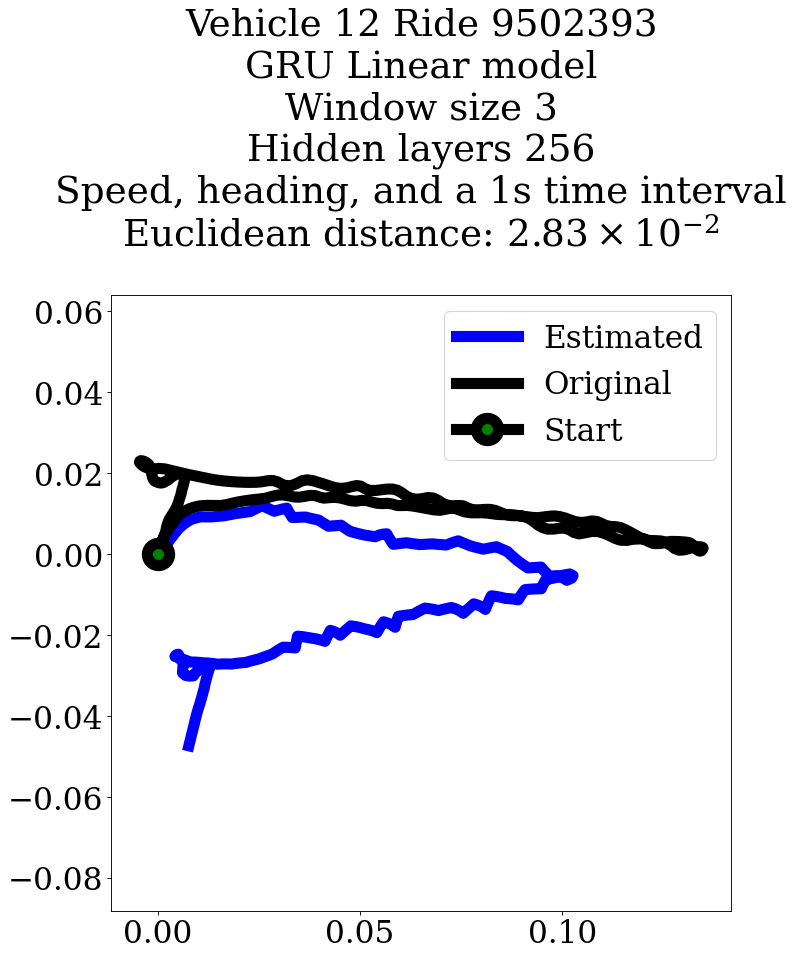 Vehicle 12 Ride 9502393
GRU Linear model
Window size 3
Hidden layers 256
Speed, heading, and a 1s time interval
Euclidean distance: 2.83 × 10⁻²
Estimated
Original
Start
0.06
0.04
0.02
0.00
−0.02
−0.04
−0.06
−0.08
0.00 0.05 0.10